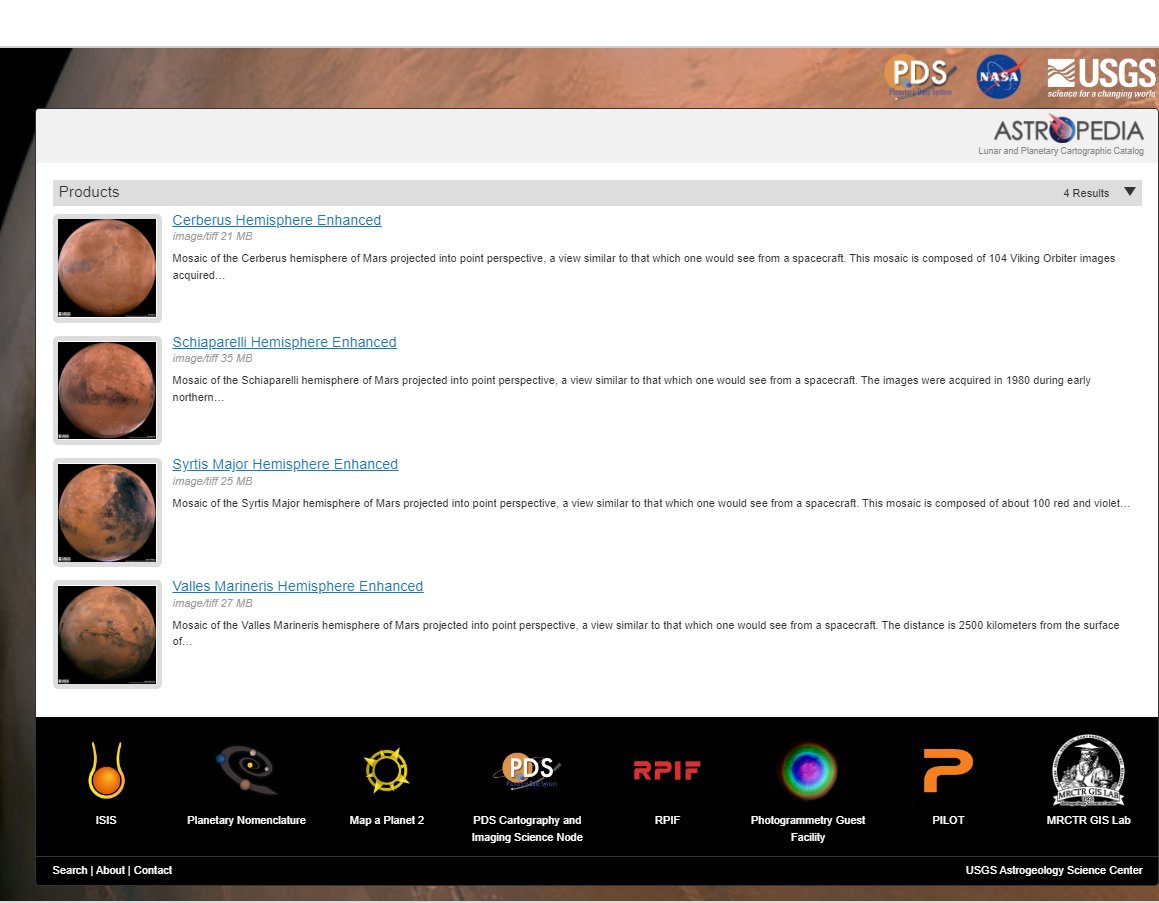 PDS
Planetary Data System
NASA
USGS
science for a changing world
ASTROPEDIA
Lunar and Planetary Cartographic Catalog
Products
4 Results
Cerberus Hemisphere Enhanced
image/tiff 21 MB
Mosaic of the Cerberus hemisphere of Mars projected into point perspective, a view similar to that which one would see from a spacecraft. This mosaic is composed of 104 Viking Orbiter images
acquired…
Schiaparelli Hemisphere Enhanced
image/tiff 35 MB
Mosaic of the Schiaparelli hemisphere of Mars projected into point perspective, a view similar to that which one would see from a spacecraft. The images were acquired in 1980 during early
northern…
Syrtis Major Hemisphere Enhanced
image/tiff 25 MB
Mosaic of the Syrtis Major hemisphere of Mars projected into point perspective, a view similar to that which one would see from a spacecraft. This mosaic is composed of about 100 red and violet…
Valles Marineris Hemisphere Enhanced
image/tiff 27 MB
Mosaic of the Valles Marineris hemisphere of Mars projected into point perspective, a view similar to that which one would see from a spacecraft. The distance is 2500 kilometers from the surface
of…
PDS
RPIF
MRCTR GIS LAB
ISIS
Planetary Nomenclature
Map a Planet 2
PDS Cartography and
Imaging Science Node
RPIF
Photogrammetry Guest
Facility
PILOT
MRCTR GIS Lab
Search | About | Contact
USGS Astrogeology Science Center